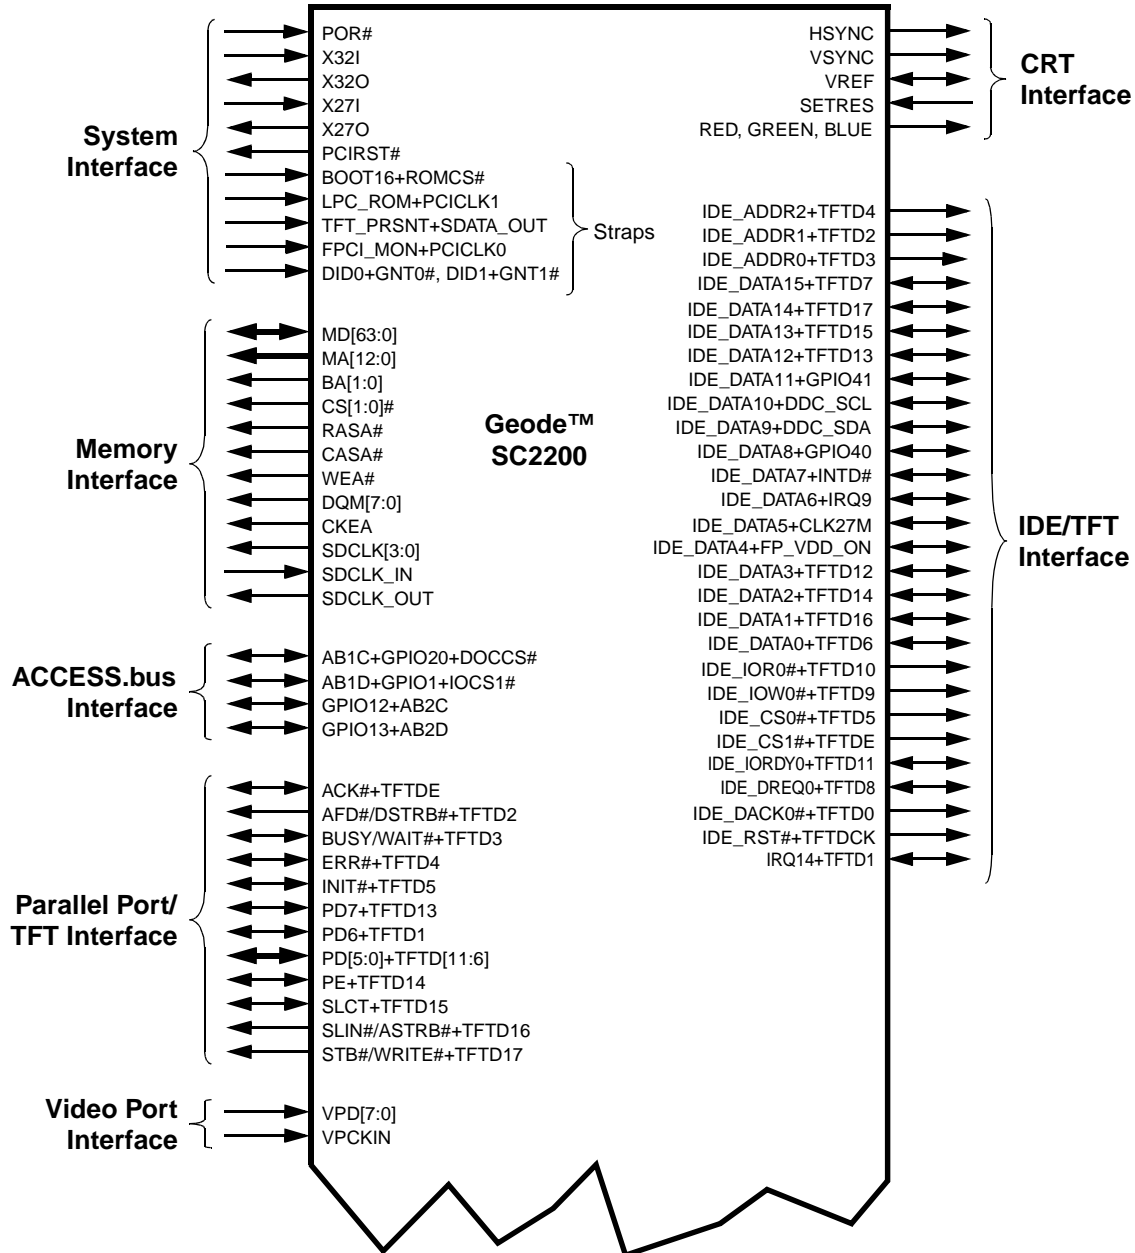 System
Interface
POR#
X32I
X32O
X27I
X27O
PCIRST#
BOOT16+ROMCS#
LPC_ROM+PCICLK1
TFT_PRSNT+SDATA_OUT
FPCI_MON+PCICLK0
DID0+GNT0#, DID1+GNT1#
Straps
Memory
Interface
MD[63:0]
MA[12:0]
BA[1:0]
CS[1:0]#
RASA#
CASA#
WEA#
DQM[7:0]
CKEA
SDCLK[3:0]
SDCLK_IN
SDCLK_OUT
ACCESS.bus
Interface
AB1C+GPIO20+DOCCS#
AB1D+GPIO1+IOCS1#
GPIO12+AB2C
GPIO13+AB2D
Parallel Port/
TFT Interface
ACK#+TFTDE
AFD#/DSTRB#+TFTD2
BUSY/WAIT#+TFTD3
ERR#+TFTD4
INIT#+TFTD5
PD7+TFTD13
PD6+TFTD1
PD[5:0]+TFTD[11:6]
PE+TFTD14
SLCT+TFTD15
SLIN#/ASTRB#+TFTD16
STB#/WRITE#+TFTD17
Video Port
Interface
VPD[7:0]
VPCKIN
Geode™
SC2200
HSYNC
VSYNC
VREF
SETRES
RED, GREEN, BLUE
CRT
Interface
IDE_ADDR2+TFTD4
IDE_ADDR1+TFTD2
IDE_ADDR0+TFTD3
IDE_DATA15+TFTD7
IDE_DATA14+TFTD17
IDE_DATA13+TFTD15
IDE_DATA12+TFTD13
IDE_DATA11+GPIO41
IDE_DATA10+DDC_SCL
IDE_DATA9+DDC_SDA
IDE_DATA8+GPIO40
IDE_DATA7+INTD#
IDE_DATA6+IRQ9
IDE_DATA5+CLK27M
IDE_DATA4+FP_VDD_ON
IDE_DATA3+TFTD12
IDE_DATA2+TFTD14
IDE_DATA1+TFTD16
IDE_DATA0+TFTD6
IDE_IOR0#+TFTD10
IDE_IOW0#+TFTD9
IDE_CS0#+TFTD5
IDE_CS1#+TFTDE
IDE_IORDY0+TFTD11
IDE_DREQ0+TFTD8
IDE_DACK0#+TFTD0
IDE_RST#+TFTDCK
IRQ14+TFTD1
IDE/TFT
Interface